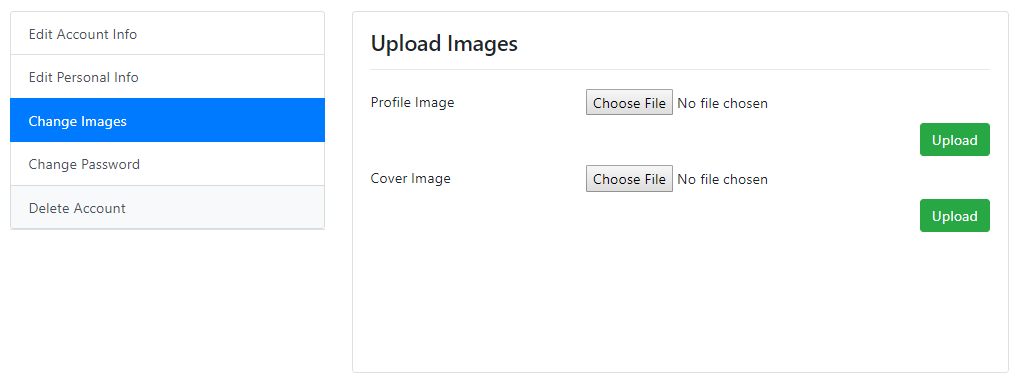 Edit Account Info
Edit Personal Info
Change Images
Change Password
Delete Account
Upload Images
Profile Image Choose File No file chosen
Upload
Cover Image Choose File No file chosen
Upload